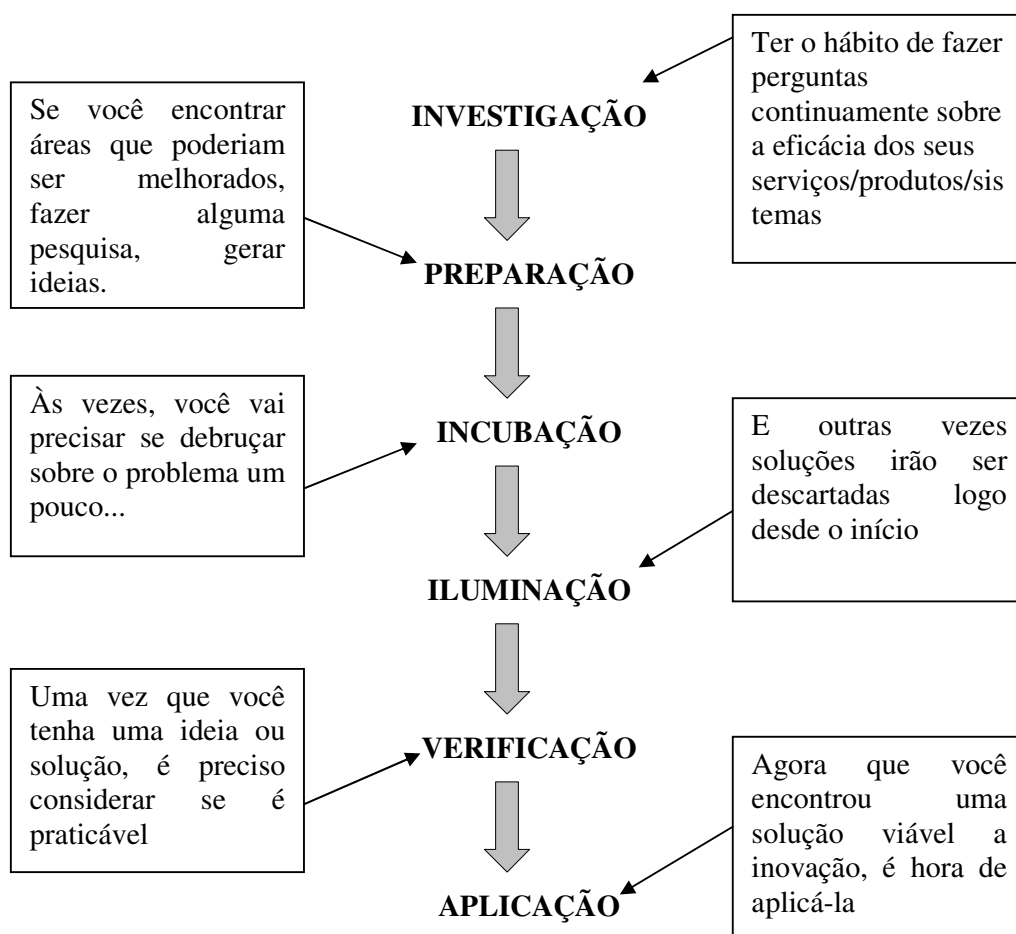 INVESTIGAÇÃO
Ter o hábito de fazer
perguntas
continuamente sobre
a eficácia dos seus
serviços/produtos/sis
temas
Se você encontrar
áreas que poderiam
ser melhorados,
fazer alguma
pesquisa, gerar
ideias.
PREPARAÇÃO
Às vezes, você vai
precisar se debruçar
sobre o problema um
pouco...
INCUBAÇÃO
E outras vezes
soluções irão ser
descartadas logo
desde o início
ILUMINAÇÃO
Uma vez que você
tenha uma ideia ou
solução, é preciso
considerar se é
praticável
VERIFICAÇÃO
Agora que você
encontrou uma
solução viável a
inovação, é hora de
aplicá-la
APLICAÇÃO